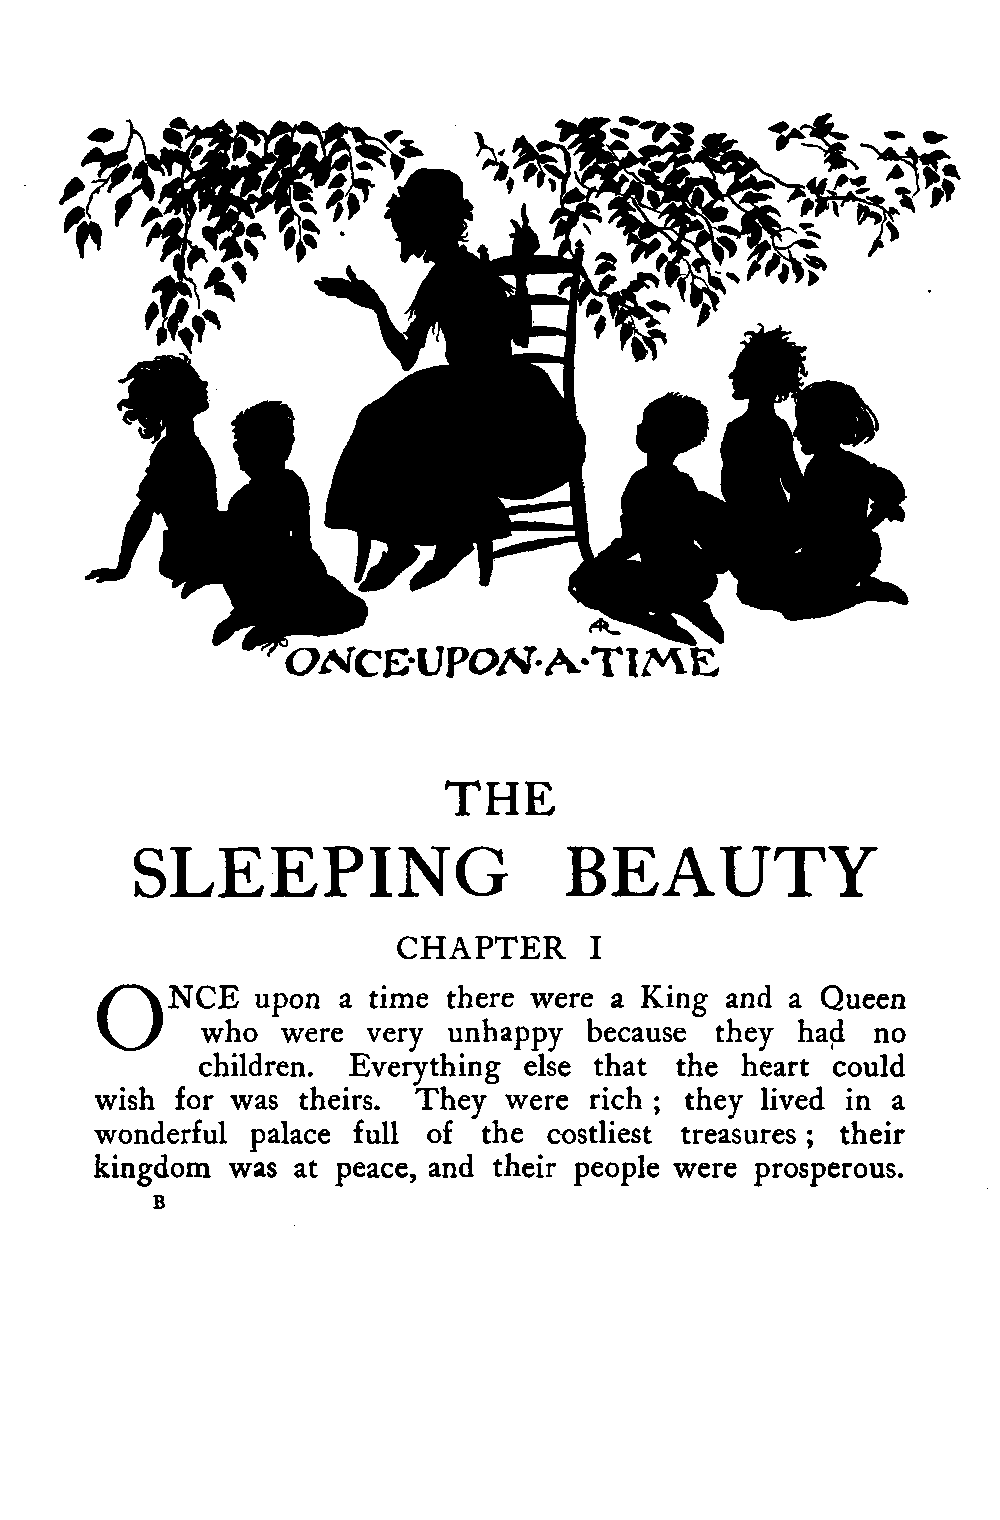 AR
ONCE·UPON·A·TIME
THE
SLEEPING BEAUTY
CHAPTER I
ONCE upon a time there were a King and a Queen
who were very unhappy because they had no
children. Everything else that the heart could
wish for was theirs. They were rich ; they lived in a
wonderful palace full of the costliest treasures ; their
kingdom was at peace, and their people were prosperous.
B